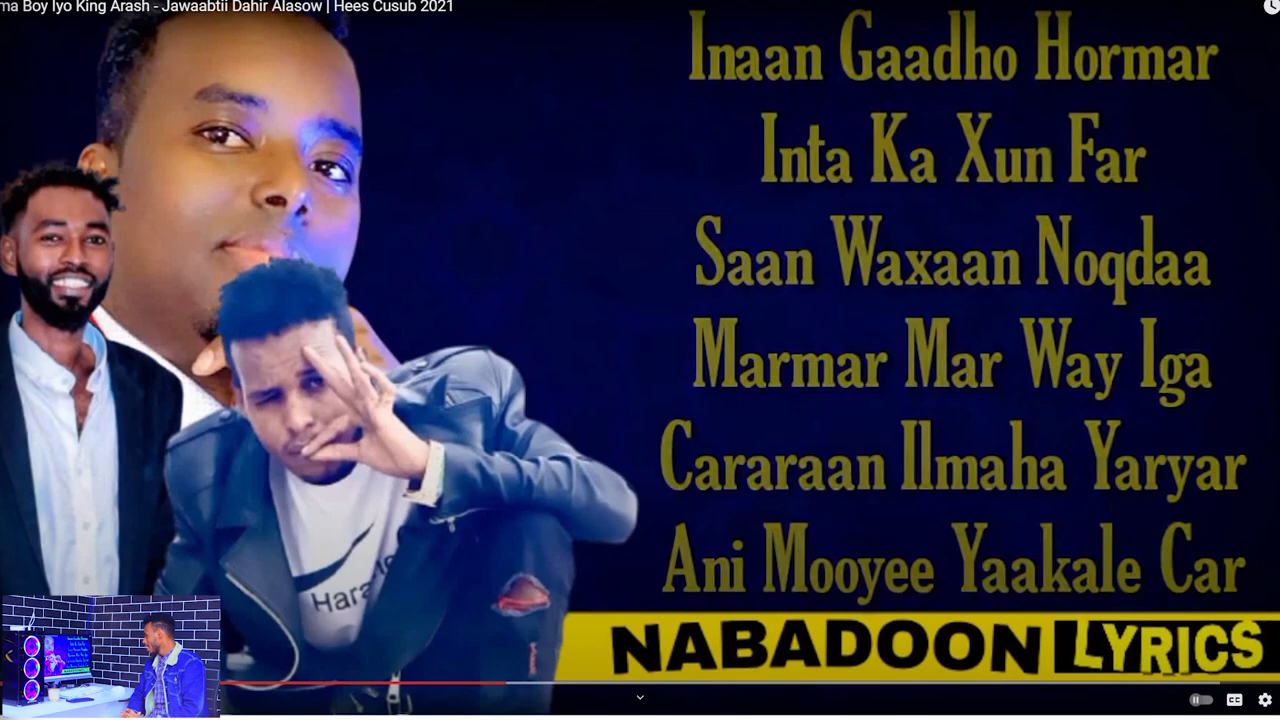 ma Boy Iyo King Arash - Jawaabtii Dahir Alasow | Hees Cusub 2021
Inaan Gaadho Hormar
Inta Ka Xun Far
Saan Waxaan Noqdaa
Marmar Mar Way Iga
Cararaan Ilmaha Yaryar
Ani Mooyee Yaakale Car
NABADOON LYRICS
CC